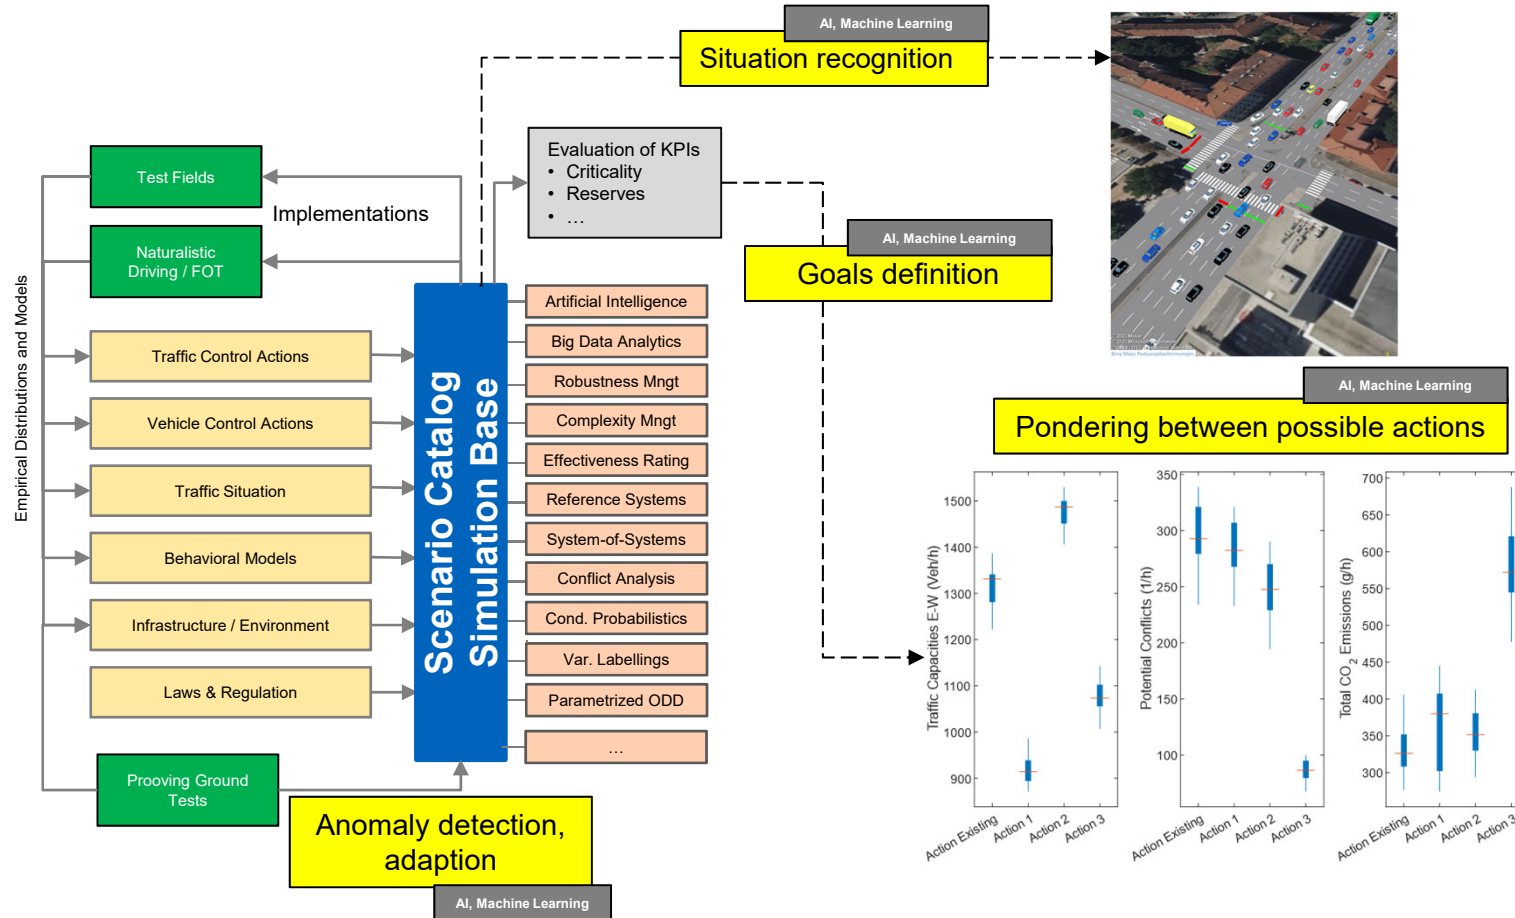 AI, Machine Learning
Situation recognition
Evaluation of KPIs
• Criticality
• Reserves
• …
Test Fields
Implementations
Naturalistic
Driving / FOT
AI, Machine Learning
Goals definition
Empirical Distributions and Models
Traffic Control Actions
Vehicle Control Actions
Traffic Situation
Behavioral Models
Infrastructure / Environment
Laws & Regulation
Prooving Ground
Tests
Scenario Catalog
Simulation Base
Artificial Intelligence
Big Data Analytics
Robustness Mngt
Complexity Mngt
Effectiveness Rating
Reference Systems
System-of-Systems
Conflict Analysis
Cond. Probabilistics
Var. Labellings
Parametrized ODD
…
Anomaly detection,
adaption
AI, Machine Learning
Bing Maps Nutzungsbestimmungen
AI, Machine Learning
Pondering between possible actions
Traffic Capacities E-W (Veh/h)
1500
1400
1300
1200
1100
1000
900
Action Existing
Action 1
Action 2
Action 3
Potential Conflicts (1/h)
350
300
250
200
150
100
Action Existing
Action 1
Action 2
Action 3
Total CO2 Emissions (g/h)
700
650
600
550
500
450
400
350
300
Action Existing
Action 1
Action 2
Action 3